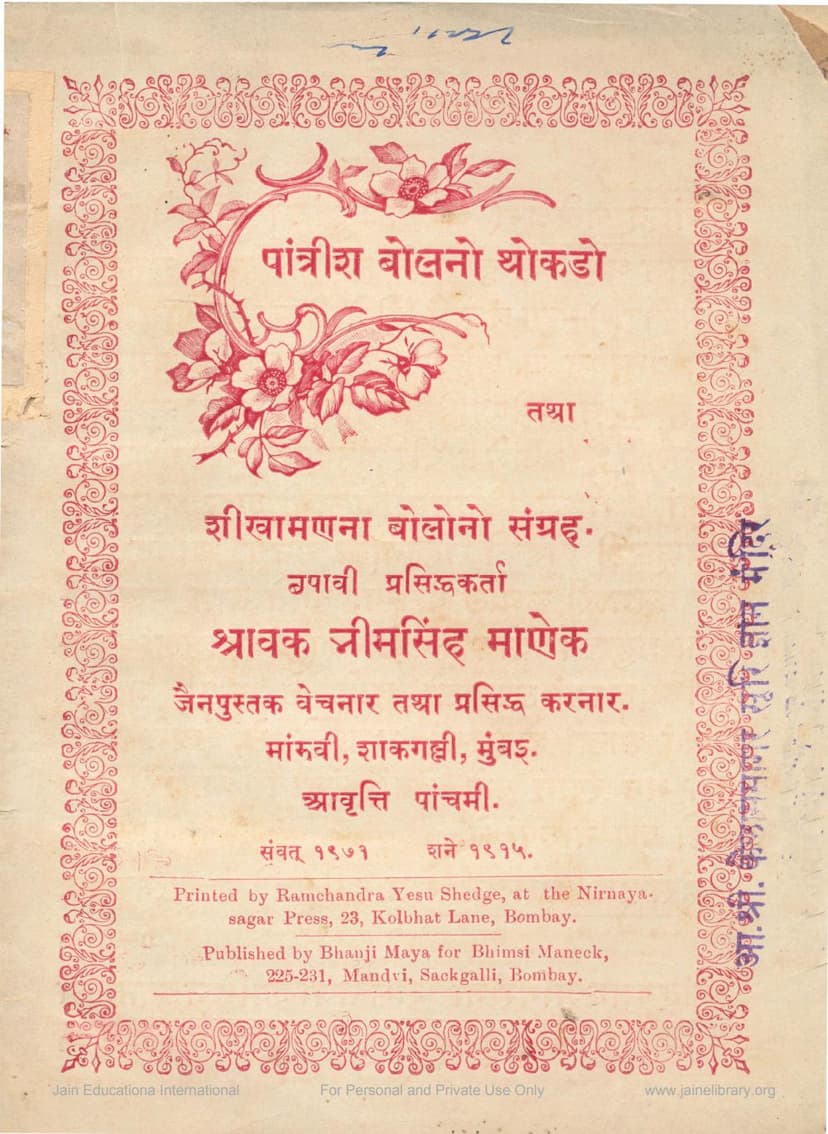 पांत्रीश बोलनो थोकडो
तथा
शीखामणना बोलोनो संग्रह.
छपावी प्रसिद्धकर्ता
श्रावक भीमसिंह माणेक
जैनपुस्तक वेचनार तथा प्रसिद्ध करनार.
मांडवी, शाकगल्ली, मुंबइ.
आवृत्ति पांचमी.
संवत् १९७१ शने १९१५.
Printed by Ramchandra Yesu Shedge, at the Nirnaya-
sagar Press, 23, Kolbhat Lane, Bombay.
Published by Bhanji Maya for Bhimsi Maneck,
225-231, Mandvi, Sackgalli, Bombay.
आ.श्री. कैलाससागर सूरि ज्ञान मंदिर
Jain Educationa International
For Personal and Private Use Only
www.jainelibrary.org